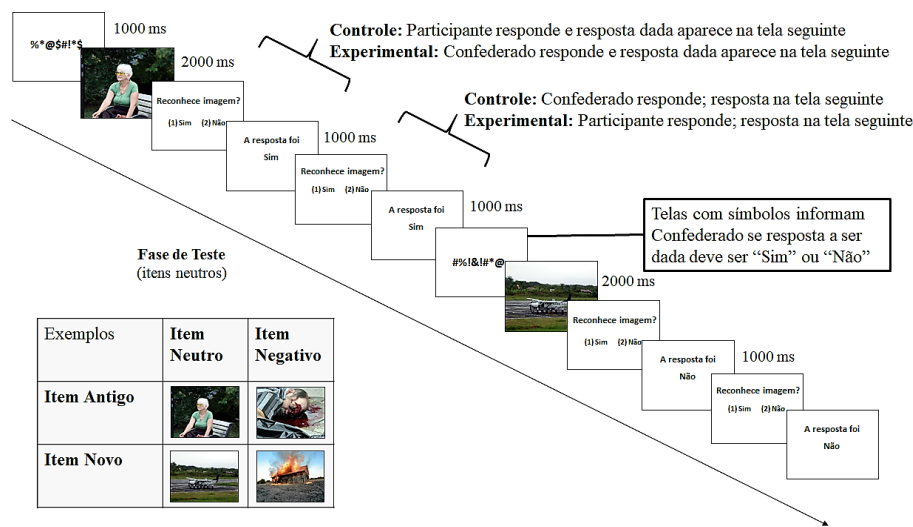 %*@$#!*$
1000 ms
2000 ms
Reconhece imagem?
(1) Sim (2) Não
A resposta foi
Sim
1000 ms
Reconhece imagem?
(1) Sim (2) Não
A resposta foi
Sim
1000 ms
#%!&!#*@
2000 ms
Reconhece imagem?
(1) Sim (2) Não
A resposta foi
Não
1000 ms
Reconhece imagem?
(1) Sim (2) Não
A resposta foi
Não
Controle: Participante responde e resposta dada aparece na tela seguinte
Experimental: Confederado responde e resposta dada aparece na tela seguinte
Controle: Confederado responde; resposta na tela seguinte
Experimental: Participante responde; resposta na tela seguinte
Telas com símbolos informam
Confederado se resposta a ser
dada deve ser “Sim” ou “Não”
Fase de Teste
(itens neutros)
Exemplos
Item
Neutro
Item
Negativo
Item Antigo
Item Novo